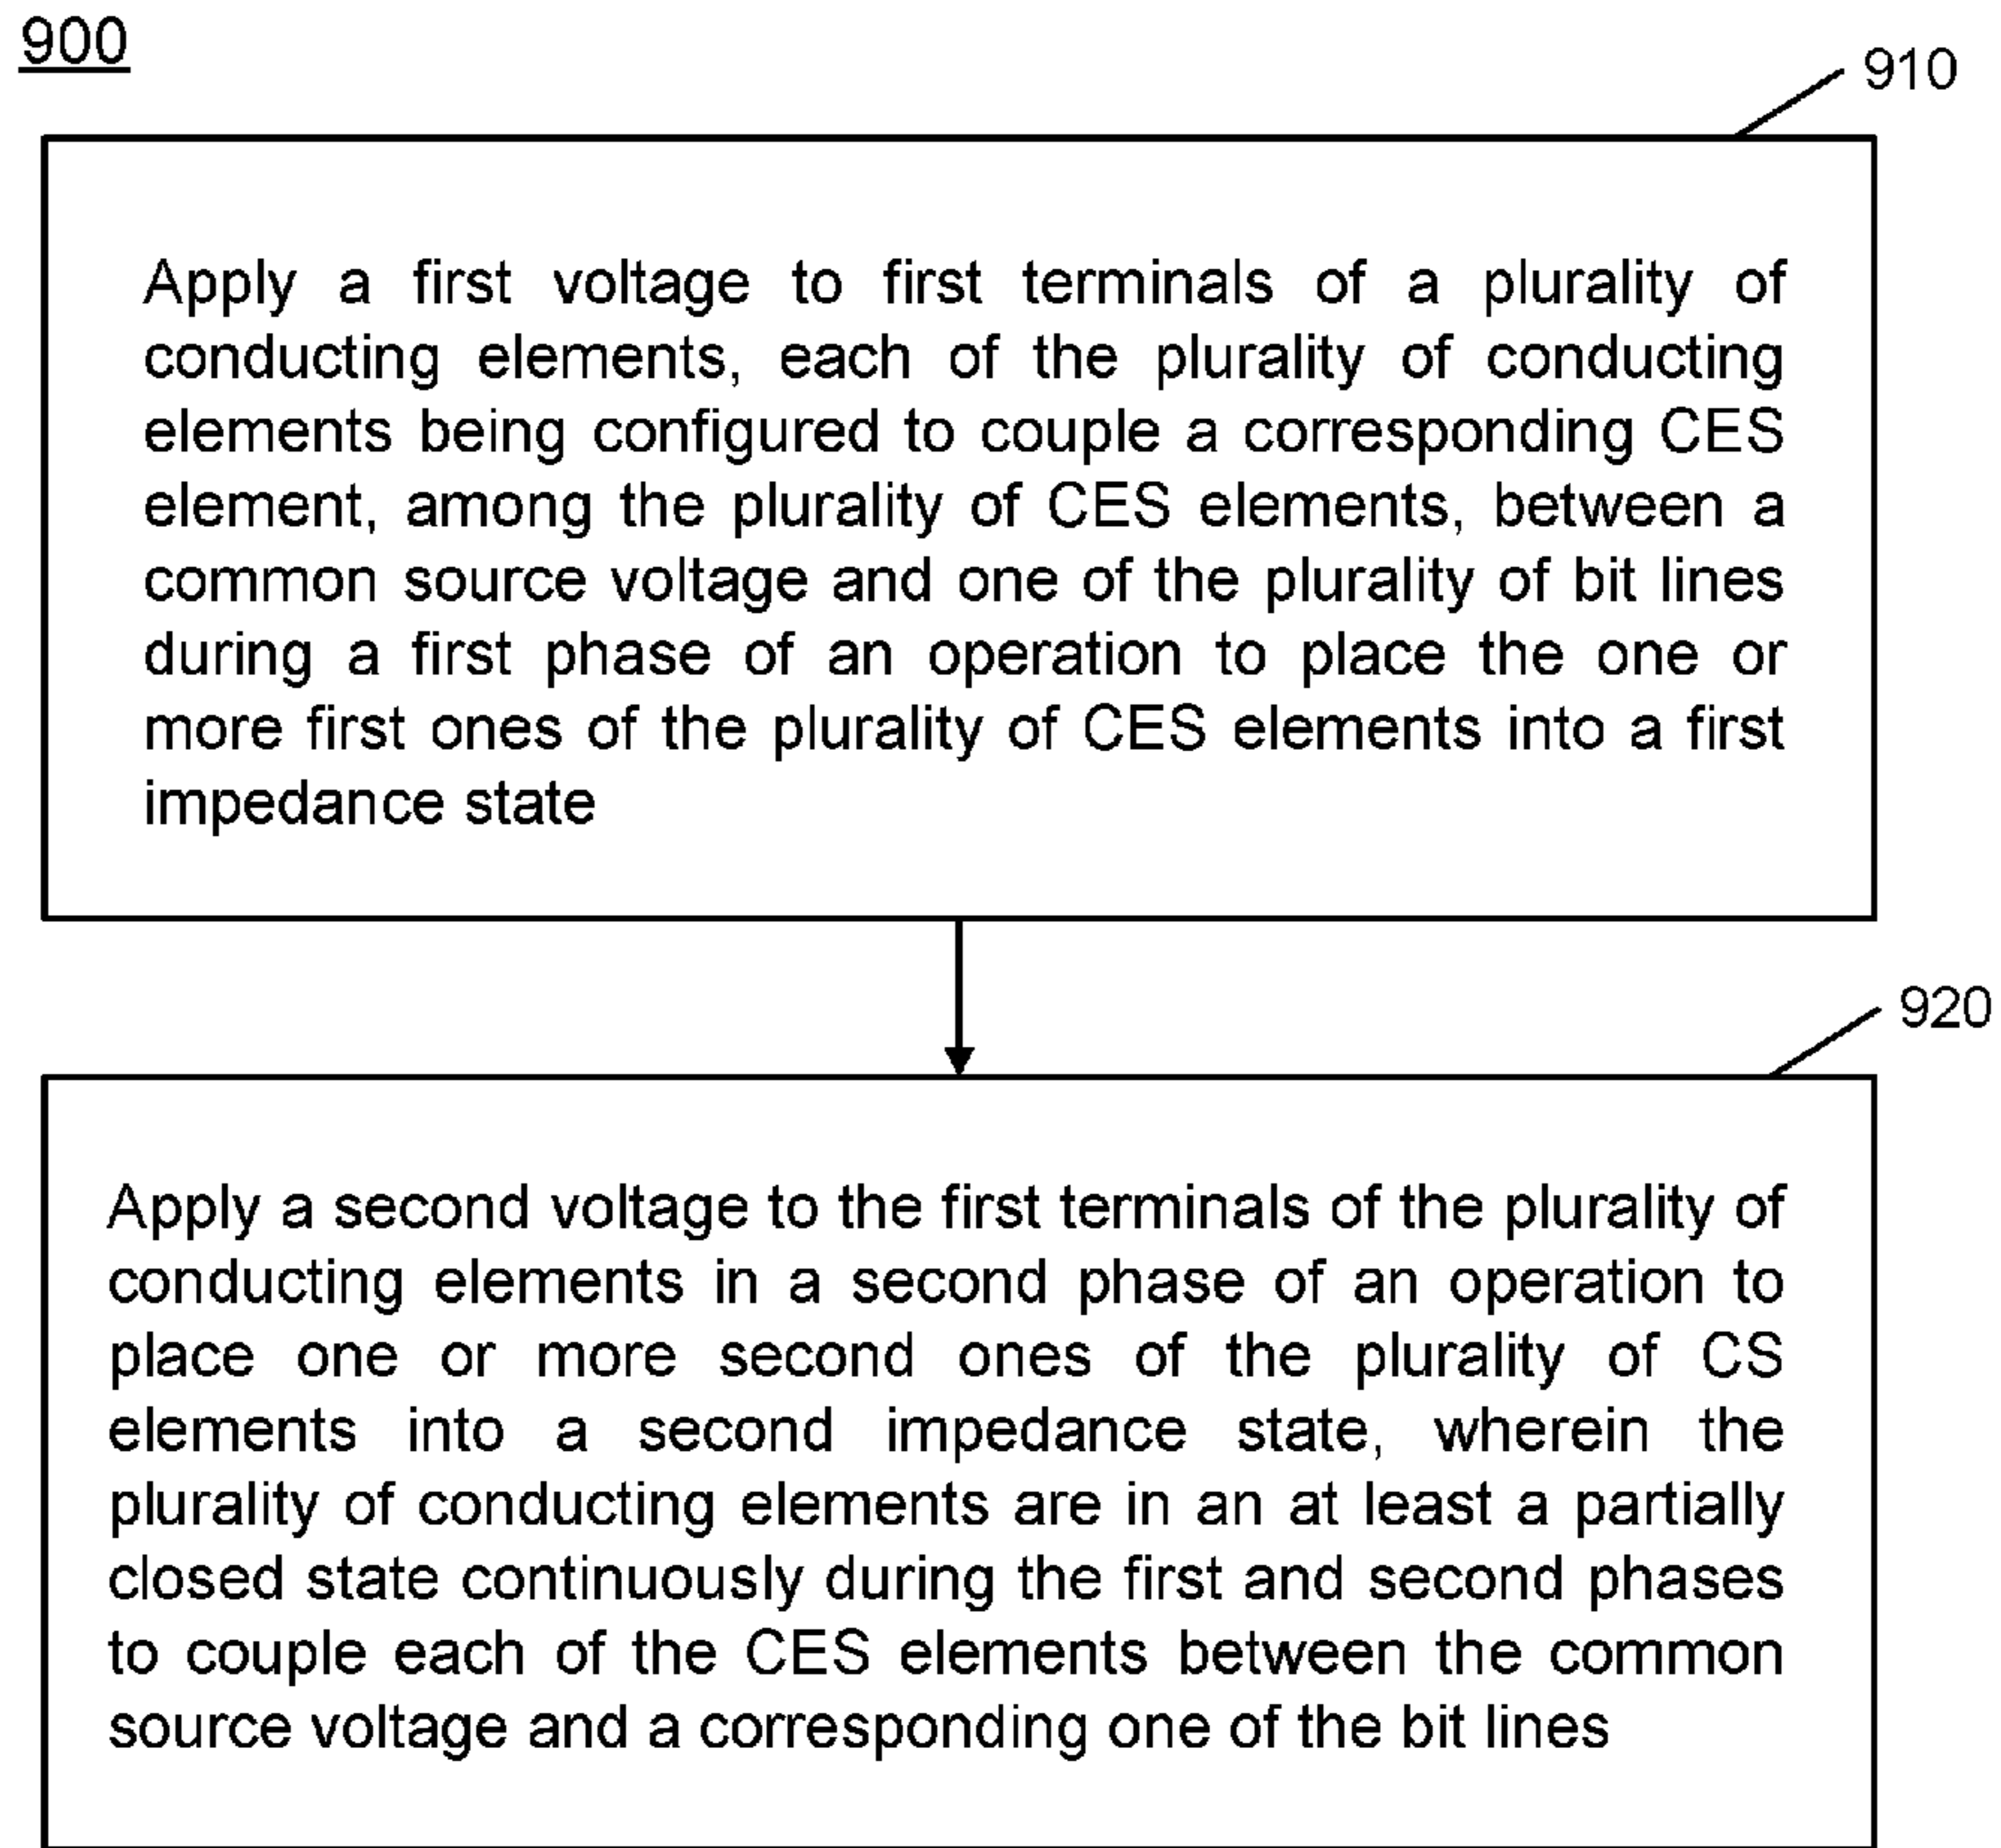 900
910
Apply a first voltage to first terminals of a plurality of
conducting elements, each of the plurality of conducting
elements being configured to couple a corresponding CES
element, among the plurality of CES elements, between a
common source voltage and one of the plurality of bit lines
during a first phase of an operation to place the one or
more first ones of the plurality of CES elements into a first
impedance state
920
Apply a second voltage to the first terminals of the plurality of
conducting elements in a second phase of an operation to
place one or more second ones of the plurality of CS
elements into a second impedance state, wherein the
plurality of conducting elements are in an at least a partially
closed state continuously during the first and second phases
to couple each of the CES elements between the common
source voltage and a corresponding one of the bit lines